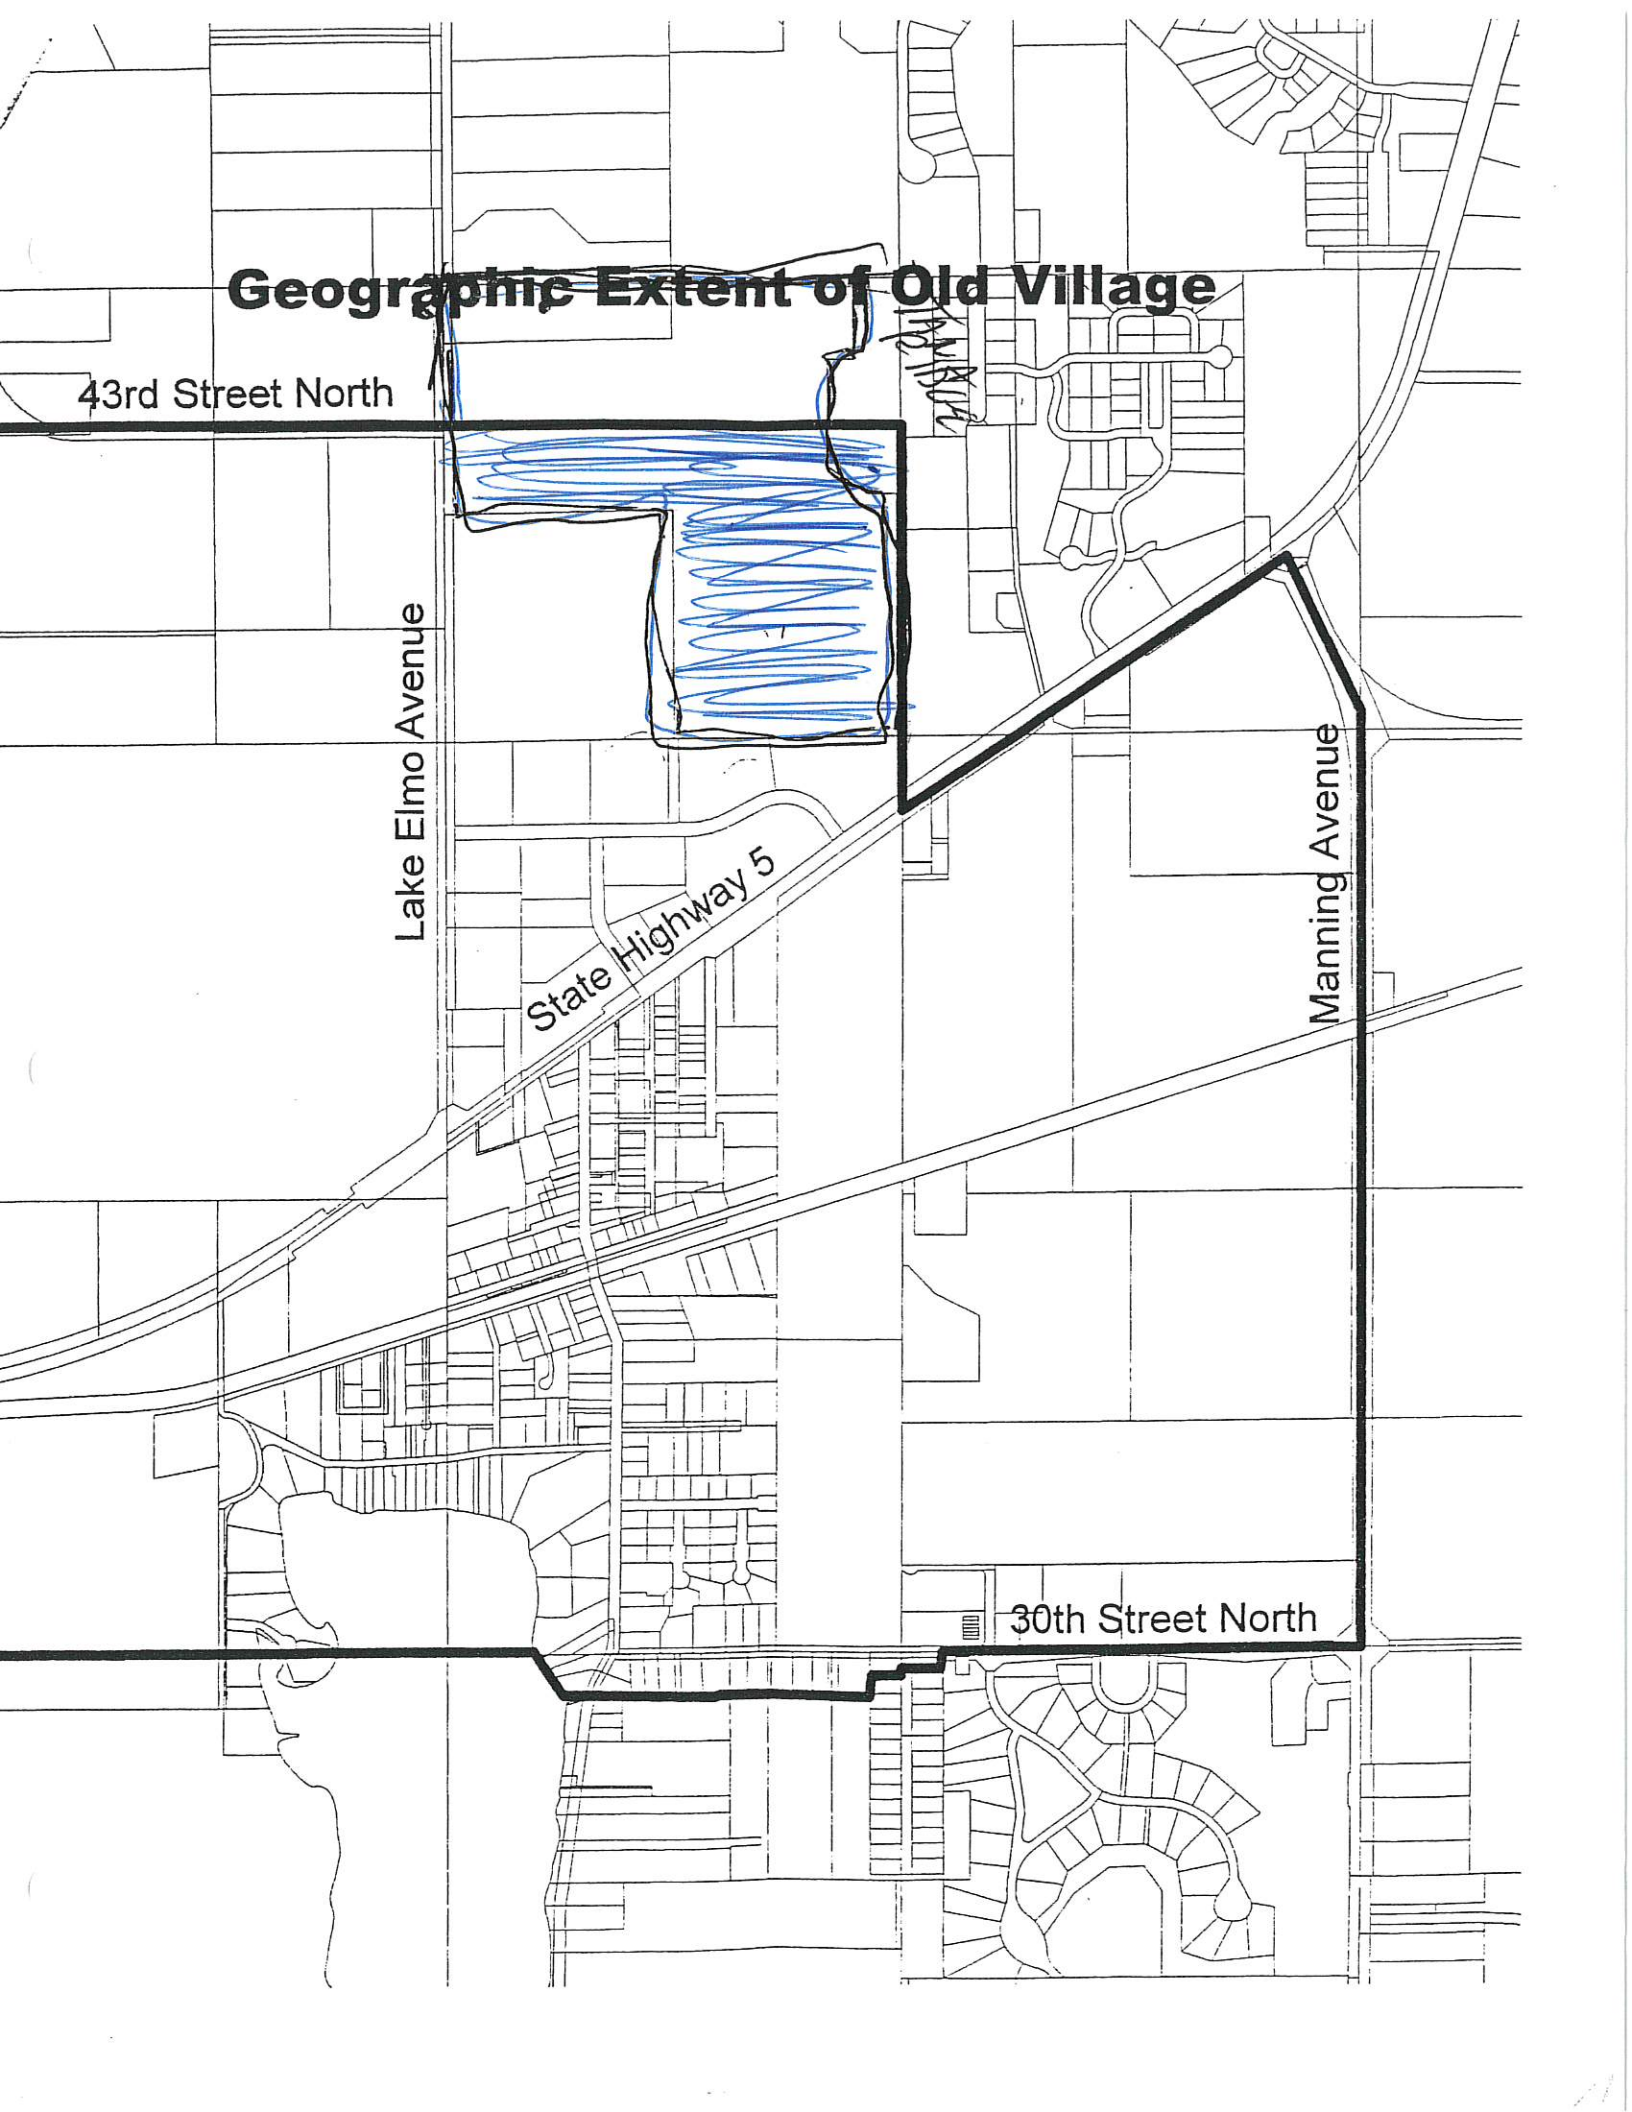 Geographic Extent of Old Village
43rd Street North
Lake Elmo Avenue
State Highway 5
Manning Avenue
30th Street North